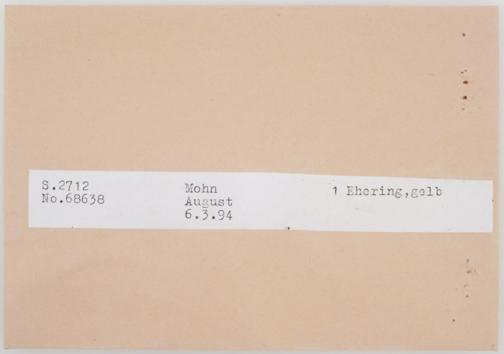 S.2712 Mohn 1 Ehering,gelb
No.68638 August
6.3.94